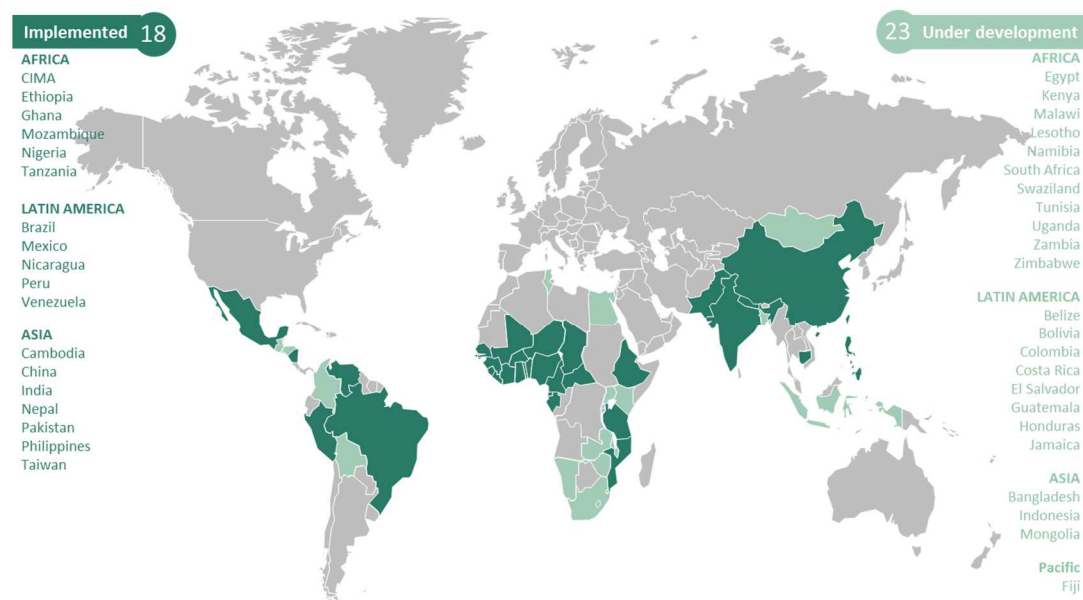 Implemented 18
AFRICA
CIMA
Ethiopia
Ghana
Mozambique
Nigeria
Tanzania
LATIN AMERICA
Brazil
Mexico
Nicaragua
Peru
Venezuela
ASIA
Cambodia
China
India
Nepal
Pakistan
Philippines
Taiwan
23 Under development
AFRICA
Egypt
Kenya
Malawi
Lesotho
Namibia
South Africa
Swaziland
Tunisia
Uganda
Zambia
Zimbabwe
LATIN AMERICA
Belize
Bolivia
Colombia
Costa Rica
El Salvador
Guatemala
Honduras
Jamaica
ASIA
Bangladesh
Indonesia
Mongolia
Pacific
Fiji